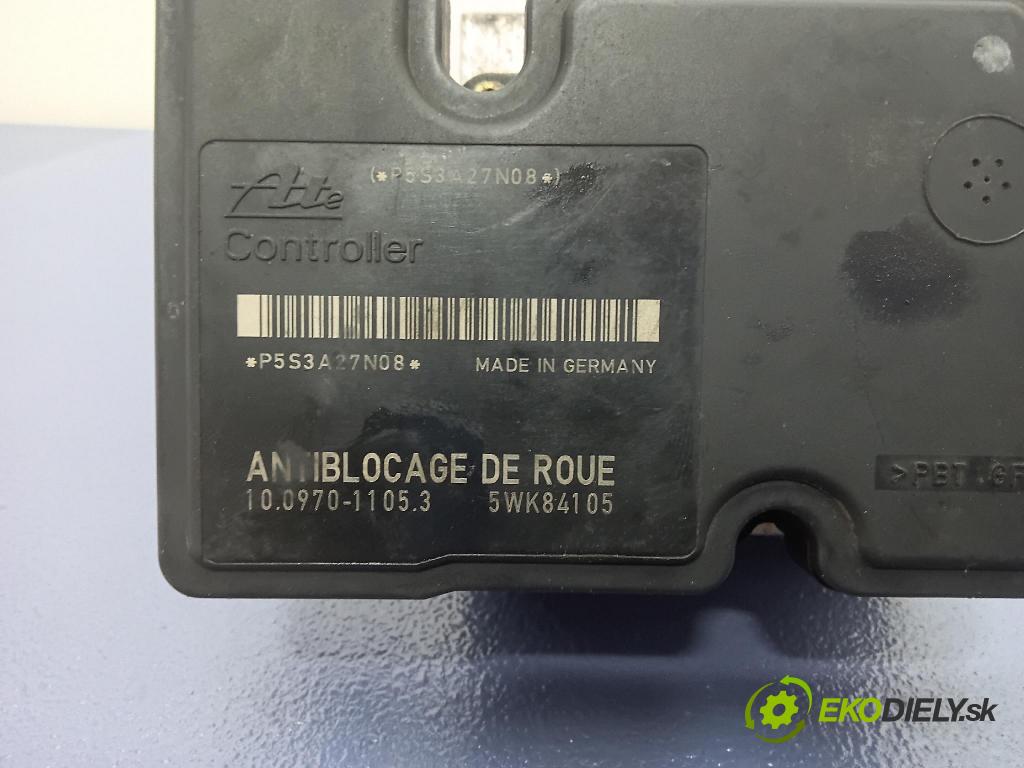 (*P5S3A27N08*)
Ate
Controller
*P5S3A27N08* MADE IN GERMANY
ANTIBLOCAGE DE ROUE
10.0970-1105.3 5WK84105
>PBT.GF
EKODIELY.sk